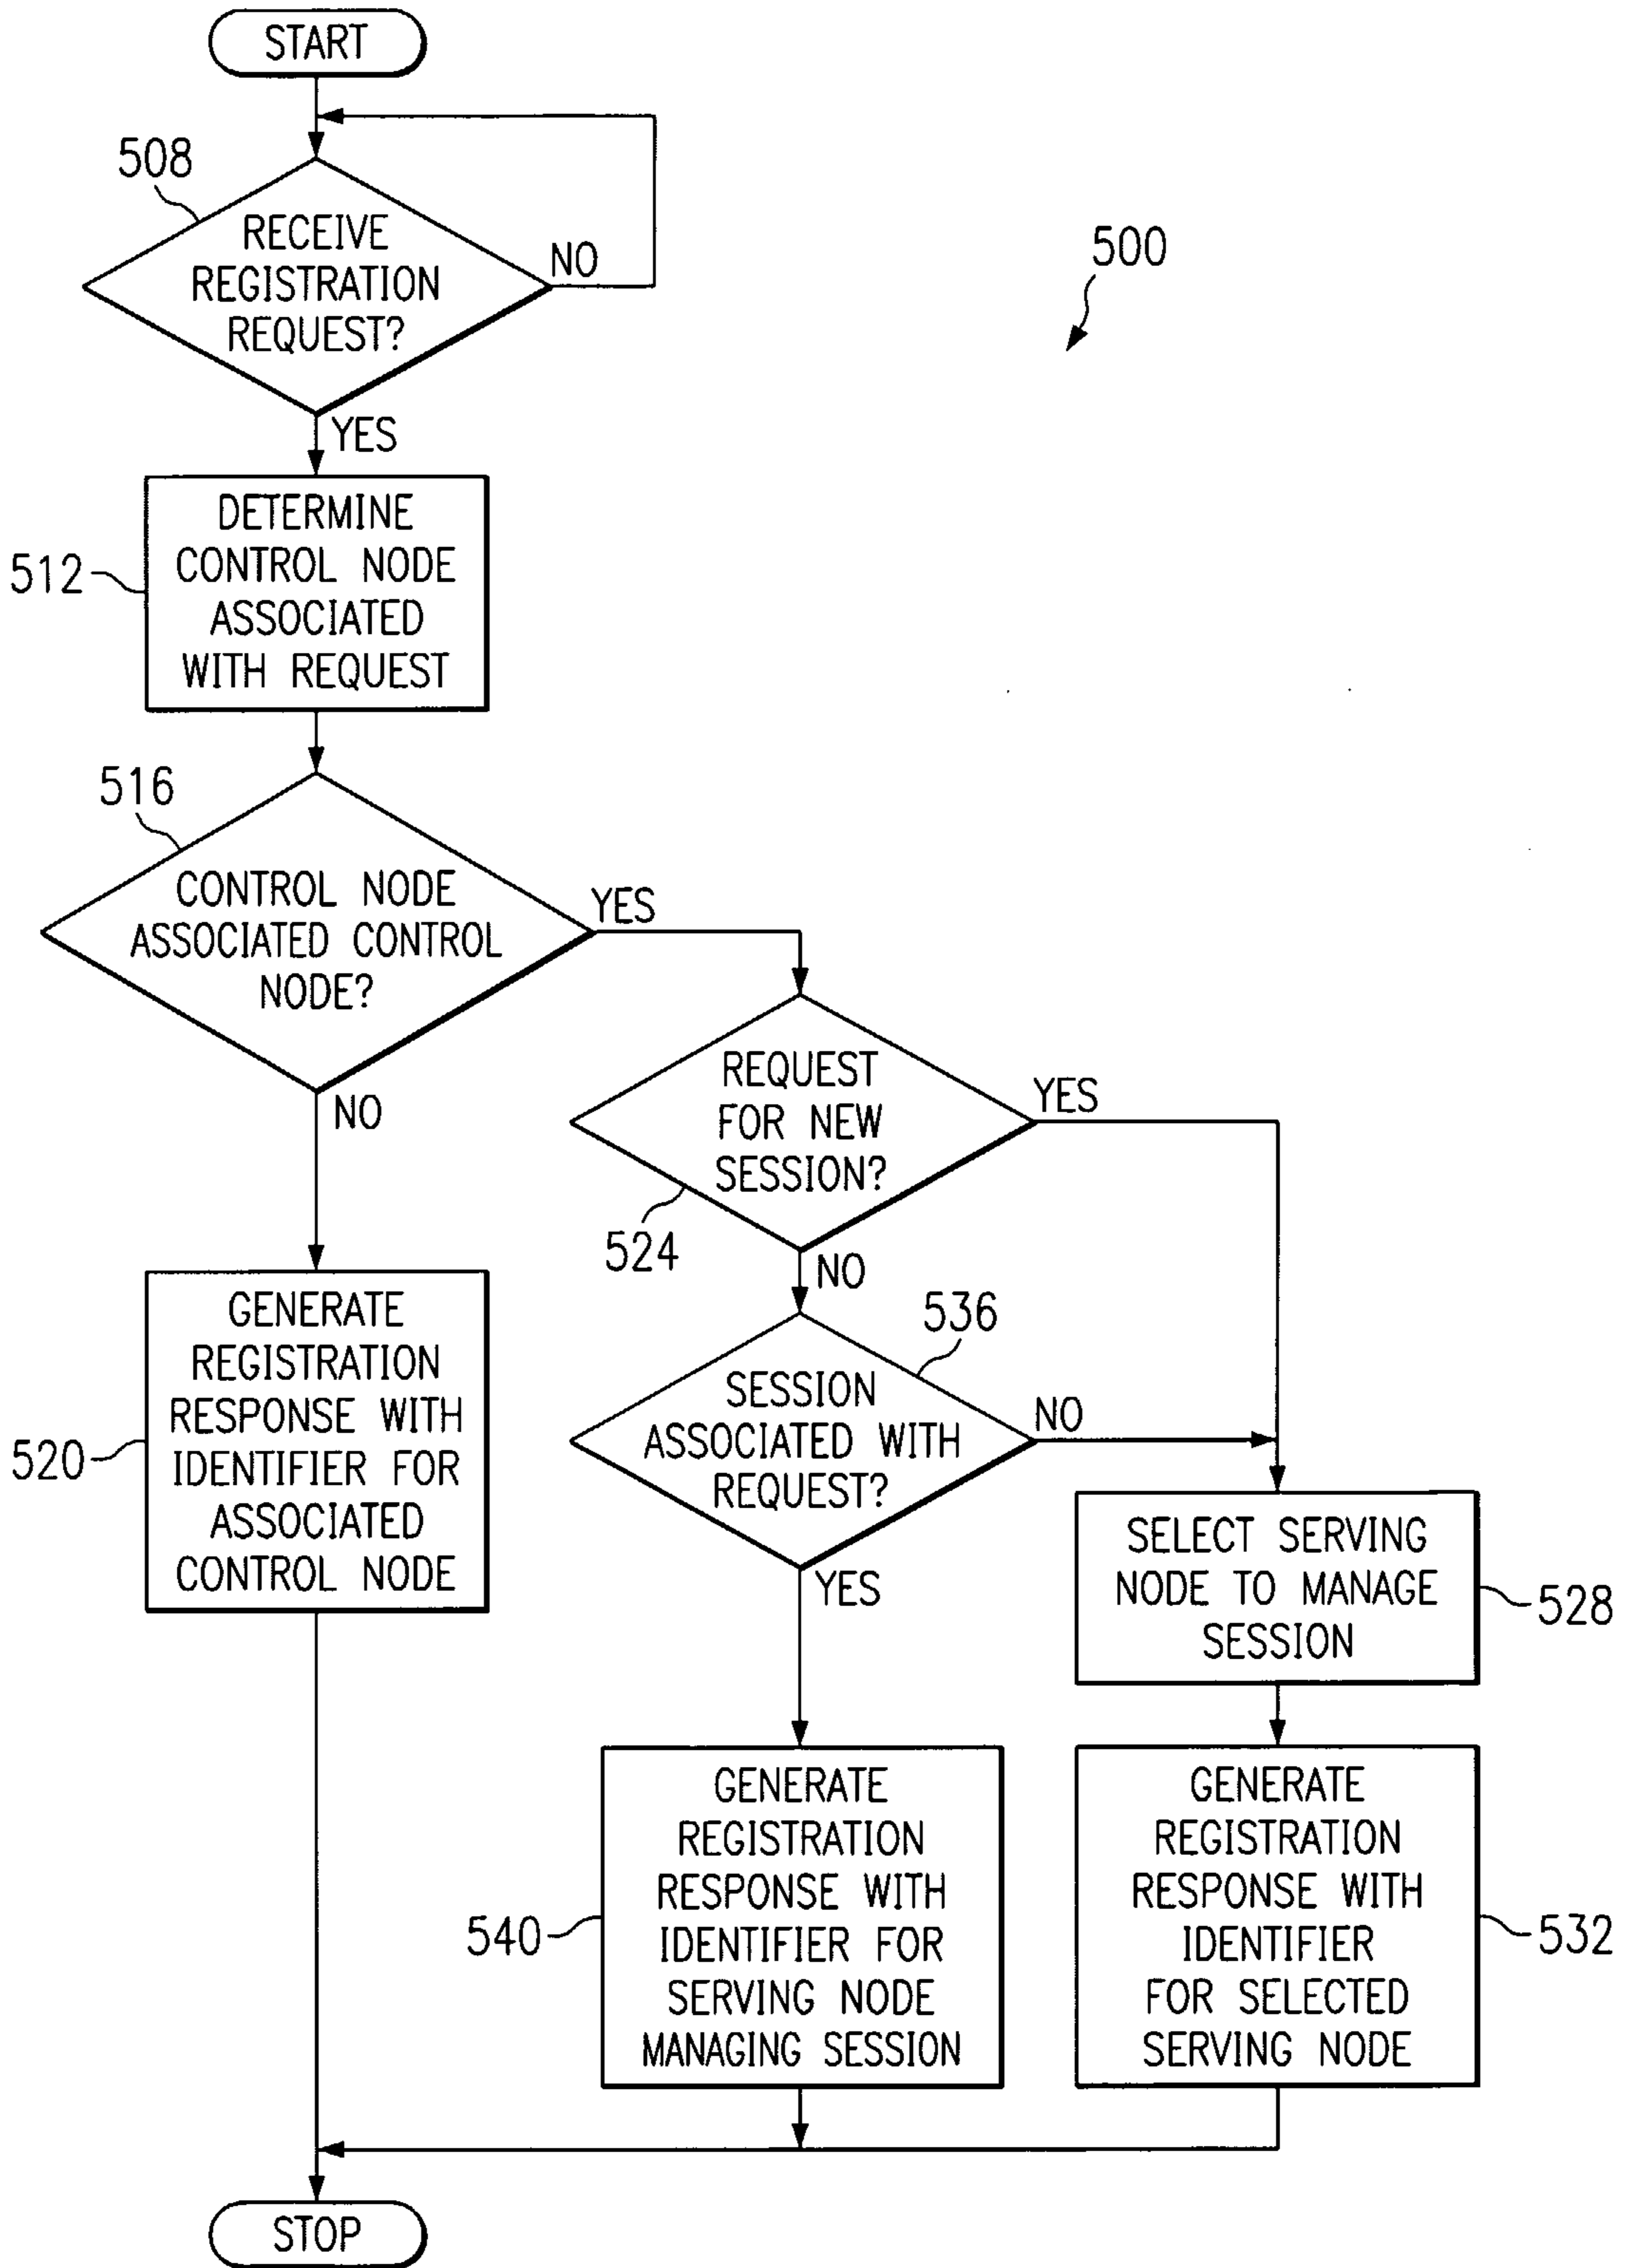 START
508
RECEIVE
REGISTRATION
REQUEST?
NO
500
YES
512
DETERMINE
CONTROL NODE
ASSOCIATED
WITH REQUEST
516
CONTROL NODE
ASSOCIATED CONTROL
NODE?
YES
NO
REQUEST
FOR NEW
SESSION?
YES
524
NO
520
GENERATE
REGISTRATION
RESPONSE WITH
IDENTIFIER FOR
ASSOCIATED
CONTROL NODE
536
SESSION
ASSOCIATED WITH
REQUEST?
NO
YES
SELECT SERVING
NODE TO MANAGE
SESSION
528
540
GENERATE
REGISTRATION
RESPONSE WITH
IDENTIFIER FOR
SERVING NODE
MANAGING SESSION
GENERATE
REGISTRATION
RESPONSE WITH
IDENTIFIER
FOR SELECTED
SERVING NODE
532
STOP